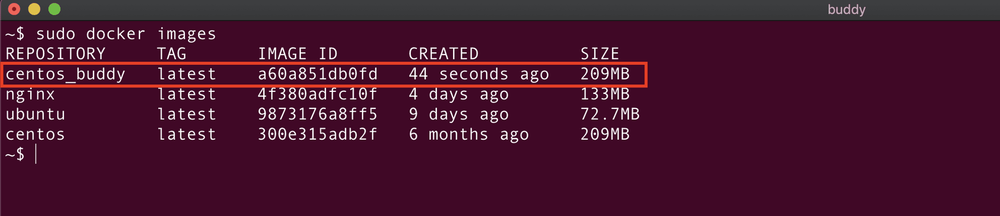 buddy
~$ sudo docker images
REPOSITORY TAG IMAGE ID CREATED SIZE
centos_buddy latest a60a851db0fd 44 seconds ago 209MB
nginx latest 4f380adfc10f 4 days ago 133MB
ubuntu latest 9873176a8ff5 9 days ago 72.7MB
centos latest 300e315adb2f 6 months ago 209MB
~$